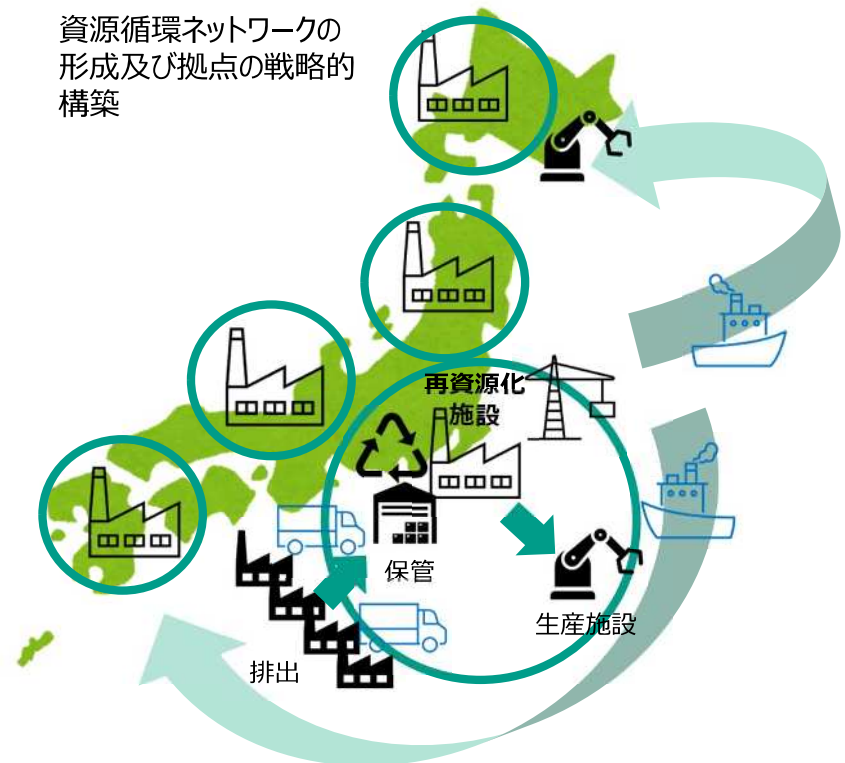 資源循環ネットワークの
形成及び拠点の戦略的
構築
再資源化
施設
保管
生産施設
排出